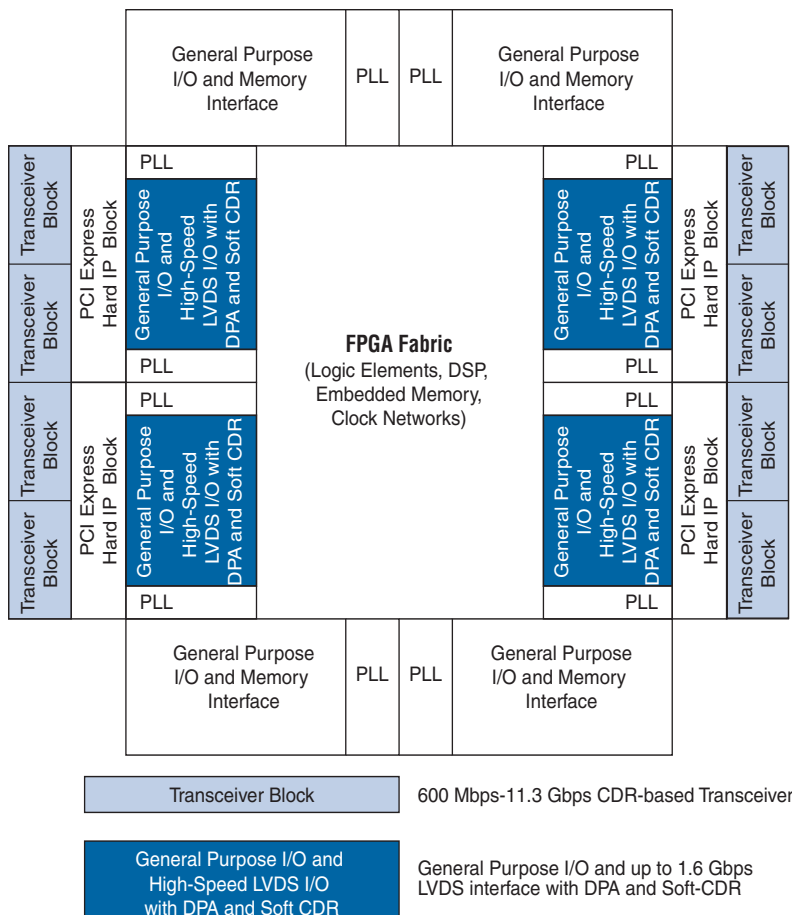 General Purpose
I/O and Memory
Interface
PLL
PLL
General Purpose
I/O and Memory
Interface
Transceiver
Block
Transceiver
Block
PCI Express
Hard IP Block
PLL
General Purpose
I/O and
High-Speed
LVDS I/O with
DPA and Soft CDR
PLL
PLL
General Purpose
I/O and
High-Speed
LVDS I/O with
DPA and Soft CDR
PCI Express
Hard IP Block
Transceiver
Block
Transceiver
Block
FPGA Fabric
(Logic Elements, DSP,
Embedded Memory,
Clock Networks)
Transceiver
Block
Transceiver
Block
PCI Express
Hard IP Block
PLL
General Purpose
I/O and
High-Speed
LVDS I/O with
DPA and Soft CDR
PLL
PLL
General Purpose
I/O and
High-Speed
LVDS I/O with
DPA and Soft CDR
PLL
PCI Express
Hard IP Block
Transceiver
Block
Transceiver
Block
PLL
General Purpose
I/O and Memory
Interface
PLL
PLL
General Purpose
I/O and Memory
Interface
Transceiver Block
600 Mbps-11.3 Gbps CDR-based Transceiver
General Purpose I/O and
High-Speed LVDS I/O
with DPA and Soft CDR
General Purpose I/O and up to 1.6 Gbps
LVDS interface with DPA and Soft-CDR